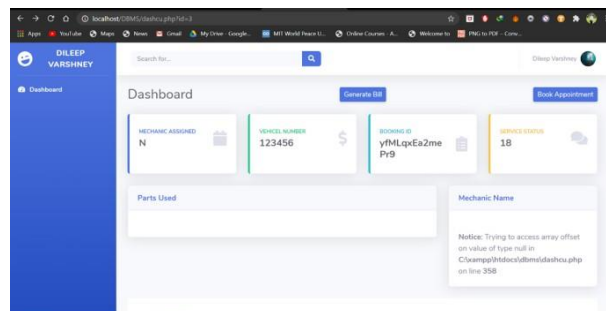 localhost/DBMS/dashcu.php?id=3
Apps YouTube Maps News Gmail My Drive - Google... MIT World Peace U... Online Courses - A... Welcome to PNG to PDF - Conv...
DILEEP
VARSHNEY
Search for...
Dileep Varshney
Dashboard
Dashboard
Generate Bill
Book Appointment
MECHANIC ASSIGNED
N
VEHICEL NUMBER
123456
BOOKING ID
yfMLqxEa2me
Pr9
SERVICE STATUS
18
Parts Used
Mechanic Name
Notice: Trying to access array offset
on value of type null in
C:\xampp\htdocs\dbms\dashcu.php
on line 358